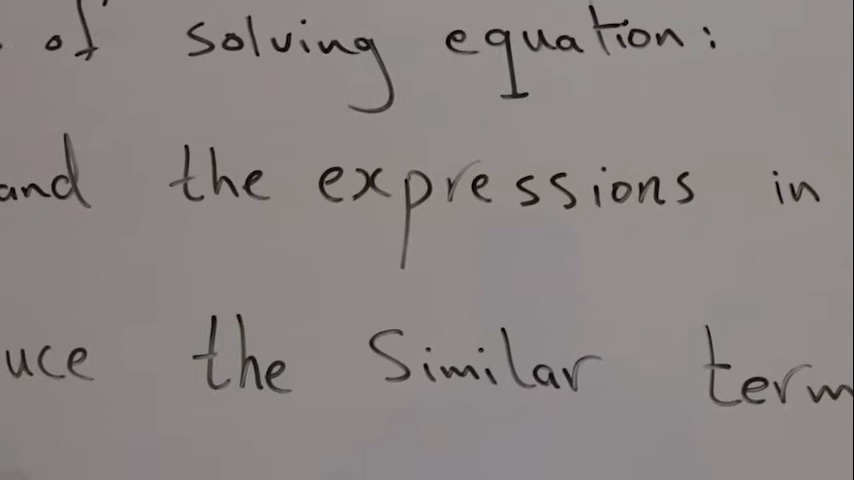 of solving equation:
and the expressions in
uce the Similar term